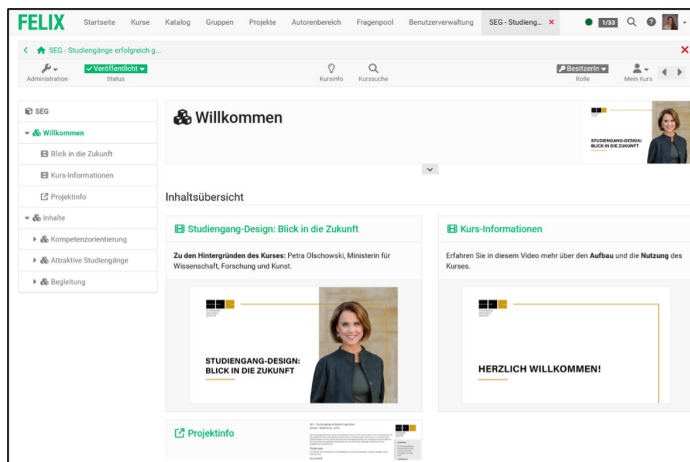 FELIX Startseite Kurse Katalog Gruppen Projekte Autorenbereich Fragenpool Benutzerverwaltung SEG - Studieng... 1/33
SEG - Studiengänge erfolgreich g...
Administration
Veröffentlicht
Status
Kursinfo
Kurssuche
BesitzerIn
Rolle
Mein Kurs
SEG
Willkommen
Blick in die Zukunft
Kurs-Informationen
Projektinfo
Inhalte
Kompetenzorientierung
Attraktive Studiengänge
Begleitung
Willkommen
STUDIENGANG-DESIGN:
BLICK IN DIE ZUKUNFT
Inhaltsübersicht
Studiengang-Design: Blick in die Zukunft
Zu den Hintergründen des Kurses: Petra Olschowski, Ministerin für
Wissenschaft, Forschung und Kunst.
STUDIENGANG-DESIGN:
BLICK IN DIE ZUKUNFT
Kurs-Informationen
Erfahren Sie in diesem Video mehr über den Aufbau und die Nutzung des
Kurses.
HERZLICH WILLKOMMEN!
Projektinfo